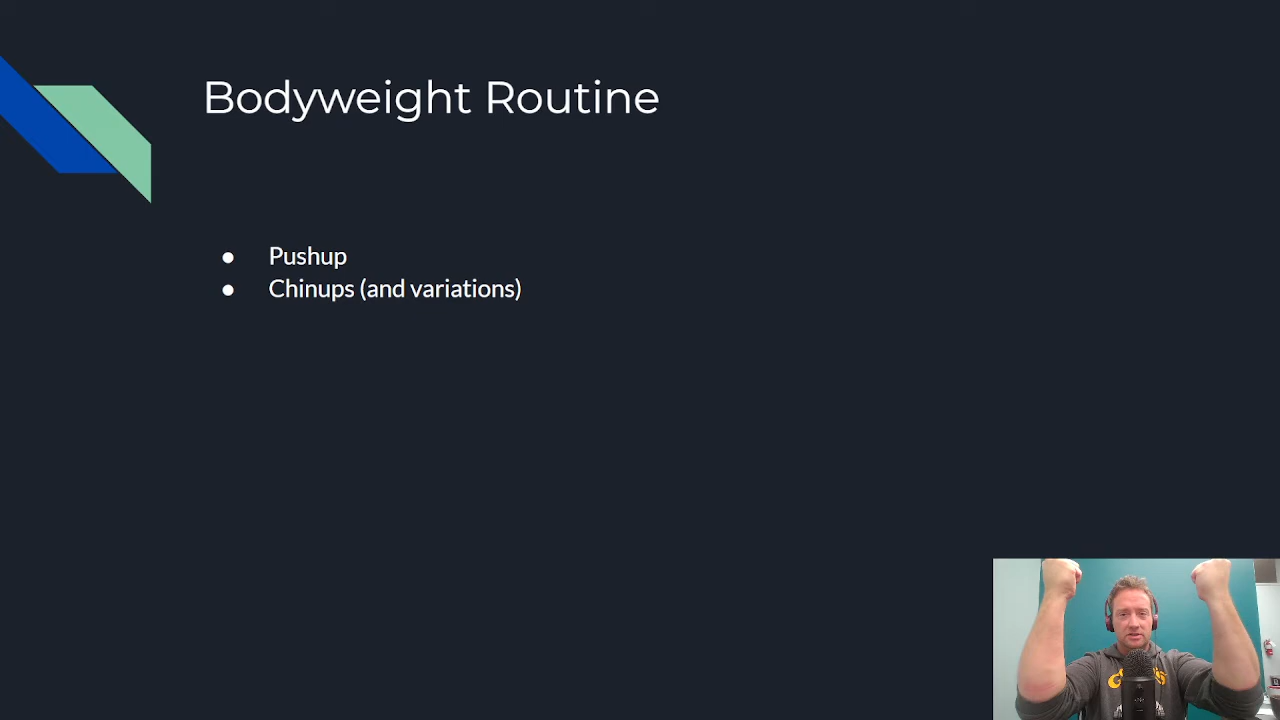 Bodyweight Routine
● Pushup
● Chinups (and variations)